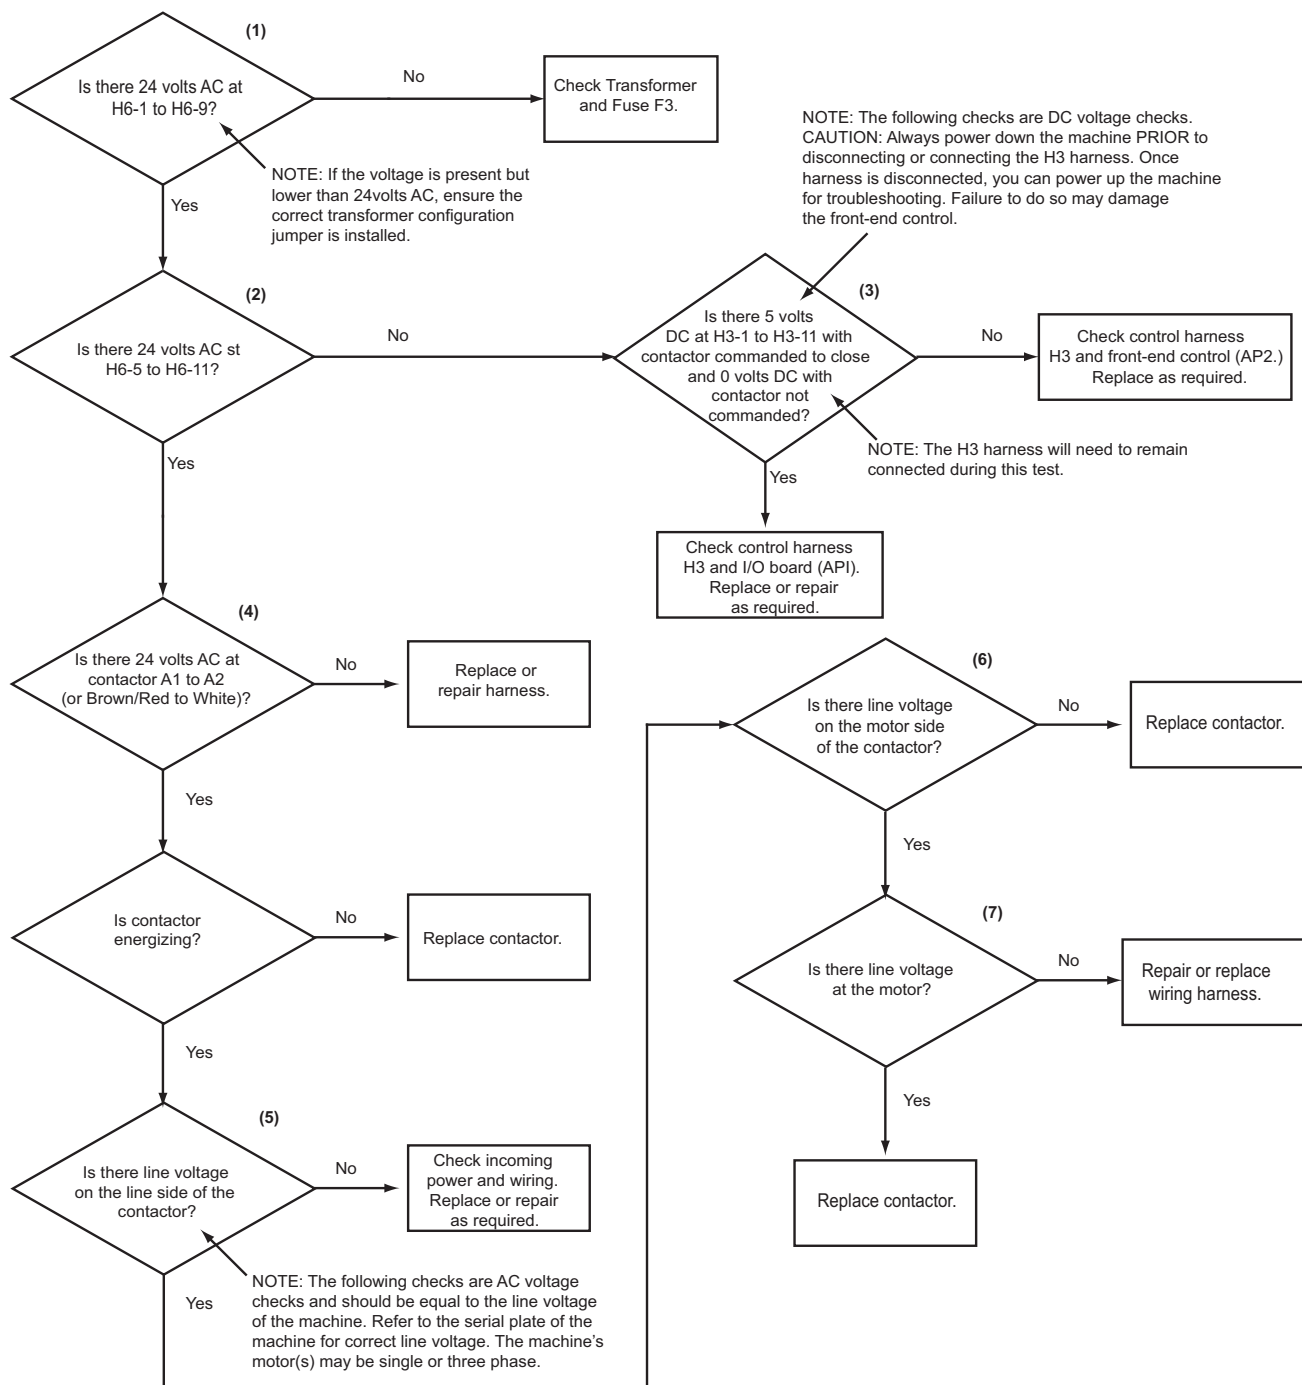 (1)
Is there 24 volts AC at
H6-1 to H6-9?
No
Check Transformer
and Fuse F3.
NOTE: If the voltage is present but
lower than 24volts AC, ensure the
correct transformer configuration
jumper is installed.
Yes
(2)
Is there 24 volts AC st
H6-5 to H6-11?
No
NOTE: The following checks are DC voltage checks.
CAUTION: Always power down the machine PRIOR to
disconnecting or connecting the H3 harness. Once
harness is disconnected, you can power up the machine
for troubleshooting. Failure to do so may damage
the front-end control.
(3)
Is there 5 volts
DC at H3-1 to H3-11 with
contactor commanded to close
and 0 volts DC with
contactor not
commanded?
No
Check control harness
H3 and front-end control (AP2.)
Replace as required.
NOTE: The H3 harness will need to remain
connected during this test.
Yes
Check control harness
H3 and I/O board (API).
Replace or repair
as required.
Yes
(4)
Is there 24 volts AC at
contactor A1 to A2
(or Brown/Red to White)?
No
Replace or
repair harness.
Yes
Is contactor
energizing?
No
Replace contactor.
Yes
(5)
Is there line voltage
on the line side of the
contactor?
No
Check incoming
power and wiring.
Replace or repair
as required.
Yes
NOTE: The following checks are AC voltage
checks and should be equal to the line voltage
of the machine. Refer to the serial plate of the
machine for correct line voltage. The machine's
motor(s) may be single or three phase.
(6)
Is there line voltage
on the motor side
of the contactor?
No
Replace contactor.
Yes
(7)
Is there line voltage
at the motor?
No
Repair or replace
wiring harness.
Yes
Replace contactor.